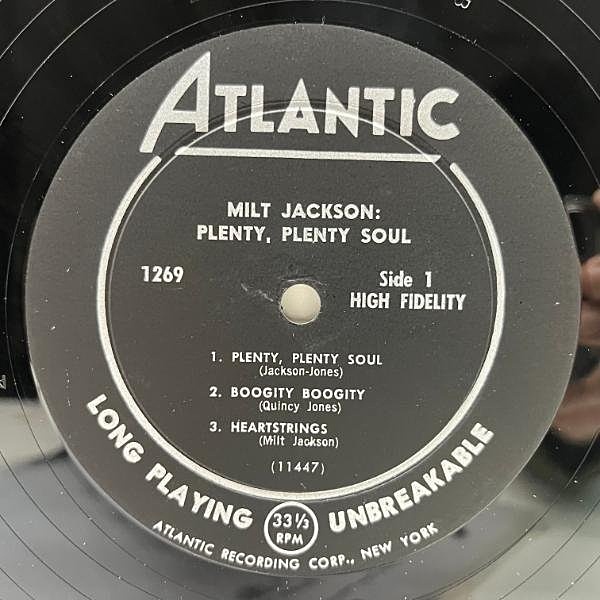 ATLANTIC
MILT JACKSON:
PLENTY, PLENTY SOUL
1269
Side 1
HIGH FIDELITY
1. PLENTY, PLENTY SOUL
(Jackson-Jones)
2. BOOGITY BOOGITY
(Quincy Jones)
3. HEARTSTRINGS
(Milt Jackson)
(11447)
LONG PLAYING 33⅓ RPM UNBREAKABLE
ATLANTIC RECORDING CORP., NEW YORK